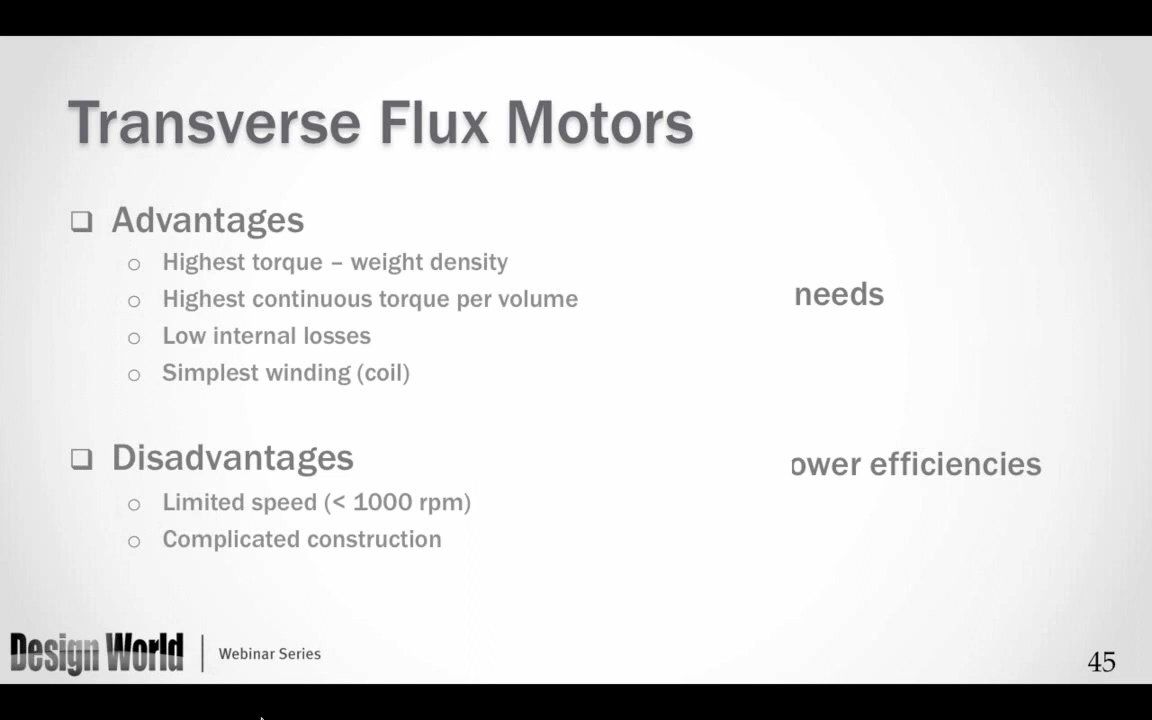 Transverse Flux Motors
Advantages
Highest torque – weight density
Highest continuous torque per volume
needs
Low internal losses
Simplest winding (coil)
Disadvantages
ower efficiencies
Limited speed (< 1000 rpm)
Complicated construction
Design World
Webinar Series
45